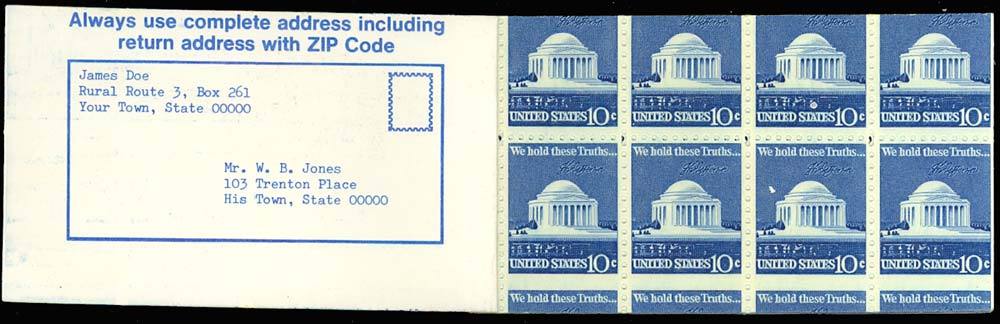 Always use complete address including
return address with ZIP Code
James Doe
Rural Route 3, Box 261
Your Town, State 00000
Mr. W. B. Jones
103 Trenton Place
His Town, State 00000
UNITED STATES 10c UNITED STATES 10c UNITED STATES 10c UNITED STATES 10c
We hold these Truths... We hold these Truths... We hold these Truths... We hold these Truths...
UNITED STATES 10c UNITED STATES 10c UNITED STATES 10c UNITED STATES 10c
We hold these Truths... We hold these Truths... We hold these Truths... We hold these Truths...